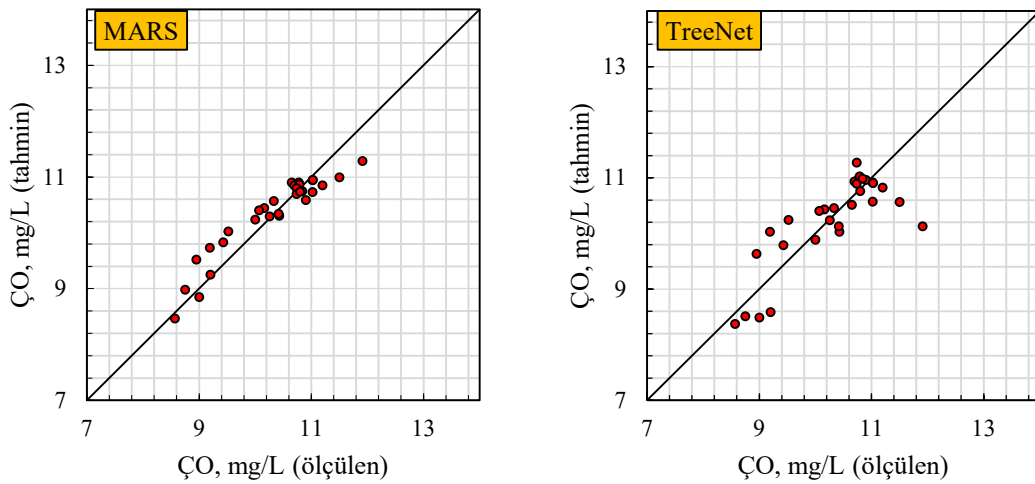 MARS
13
11
9
7
ÇO, mg/L (tahmin)
7 9 11 13
ÇO, mg/L (ölçülen)
TreeNet
13
11
9
7
ÇO, mg/L (tahmin)
7 9 11 13
ÇO, mg/L (ölçülen)